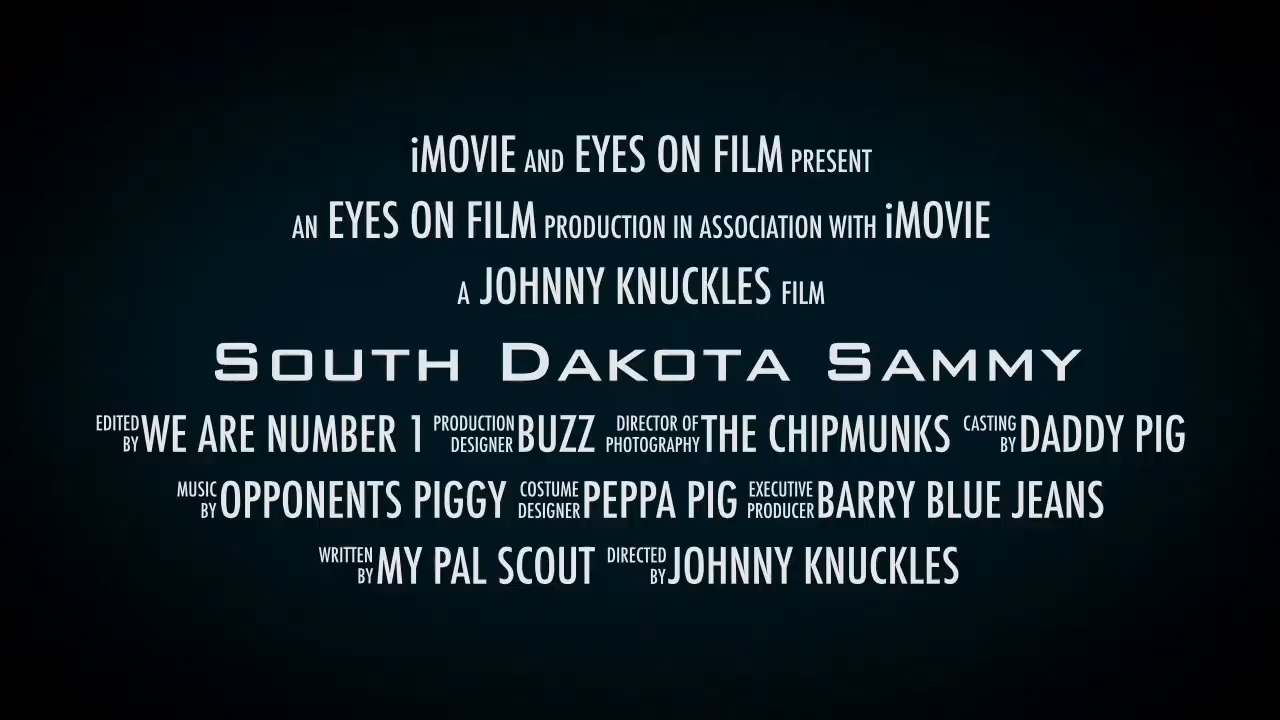 iMOVIE AND EYES ON FILM PRESENT
AN EYES ON FILM PRODUCTION IN ASSOCIATION WITH iMOVIE
A JOHNNY KNUCKLES FILM
SOUTH DAKOTA SAMMY
EDITED BY WE ARE NUMBER 1 PRODUCTION DESIGNER BUZZ DIRECTOR OF PHOTOGRAPHY THE CHIPMUNKS CASTING BY DADDY PIG
MUSIC BY OPPONENTS PIGGY COSTUME DESIGNER PEPPA PIG EXECUTIVE PRODUCER BARRY BLUE JEANS
WRITTEN BY MY PAL SCOUT DIRECTED BY JOHNNY KNUCKLES